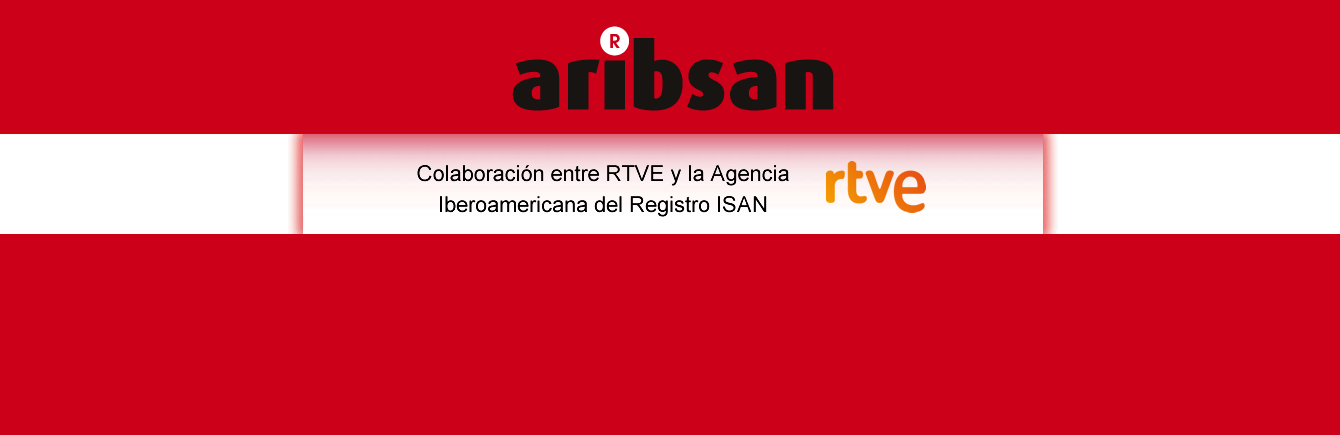 aribsan
R
Colaboración entre RTVE y la Agencia
Iberoamericana del Registro ISAN
rtve